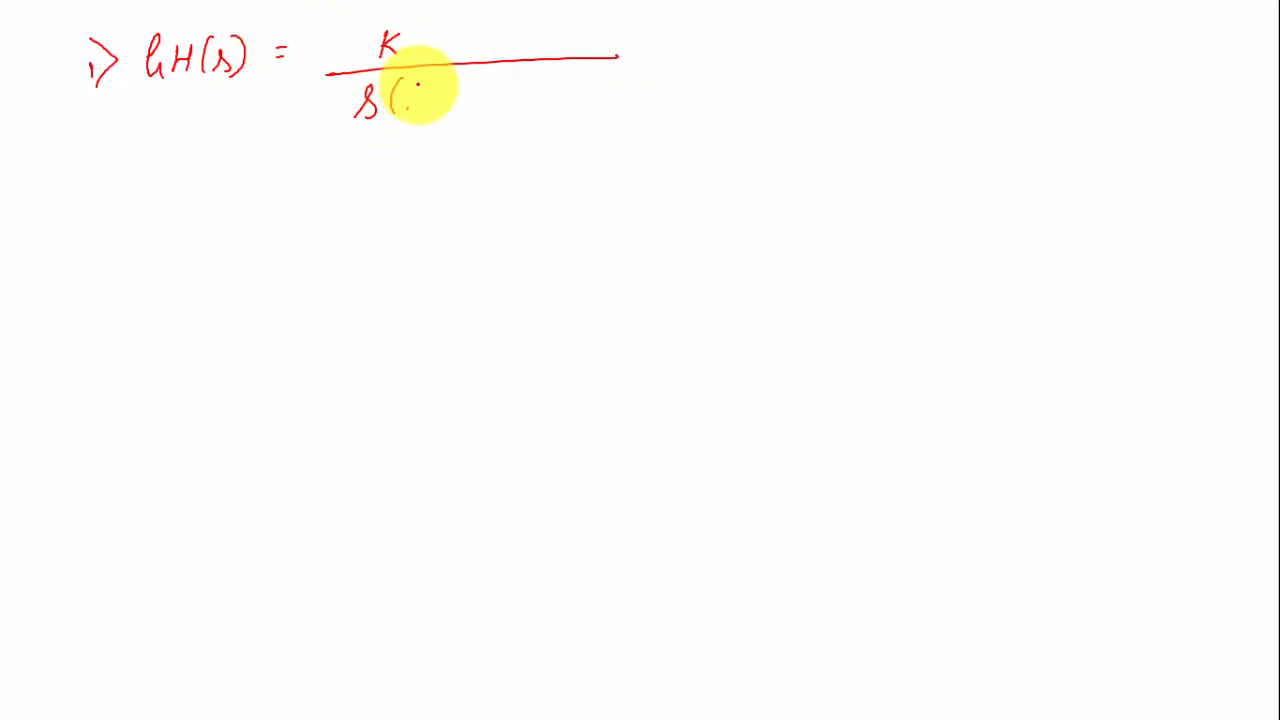 1> GH(s) = K / s(